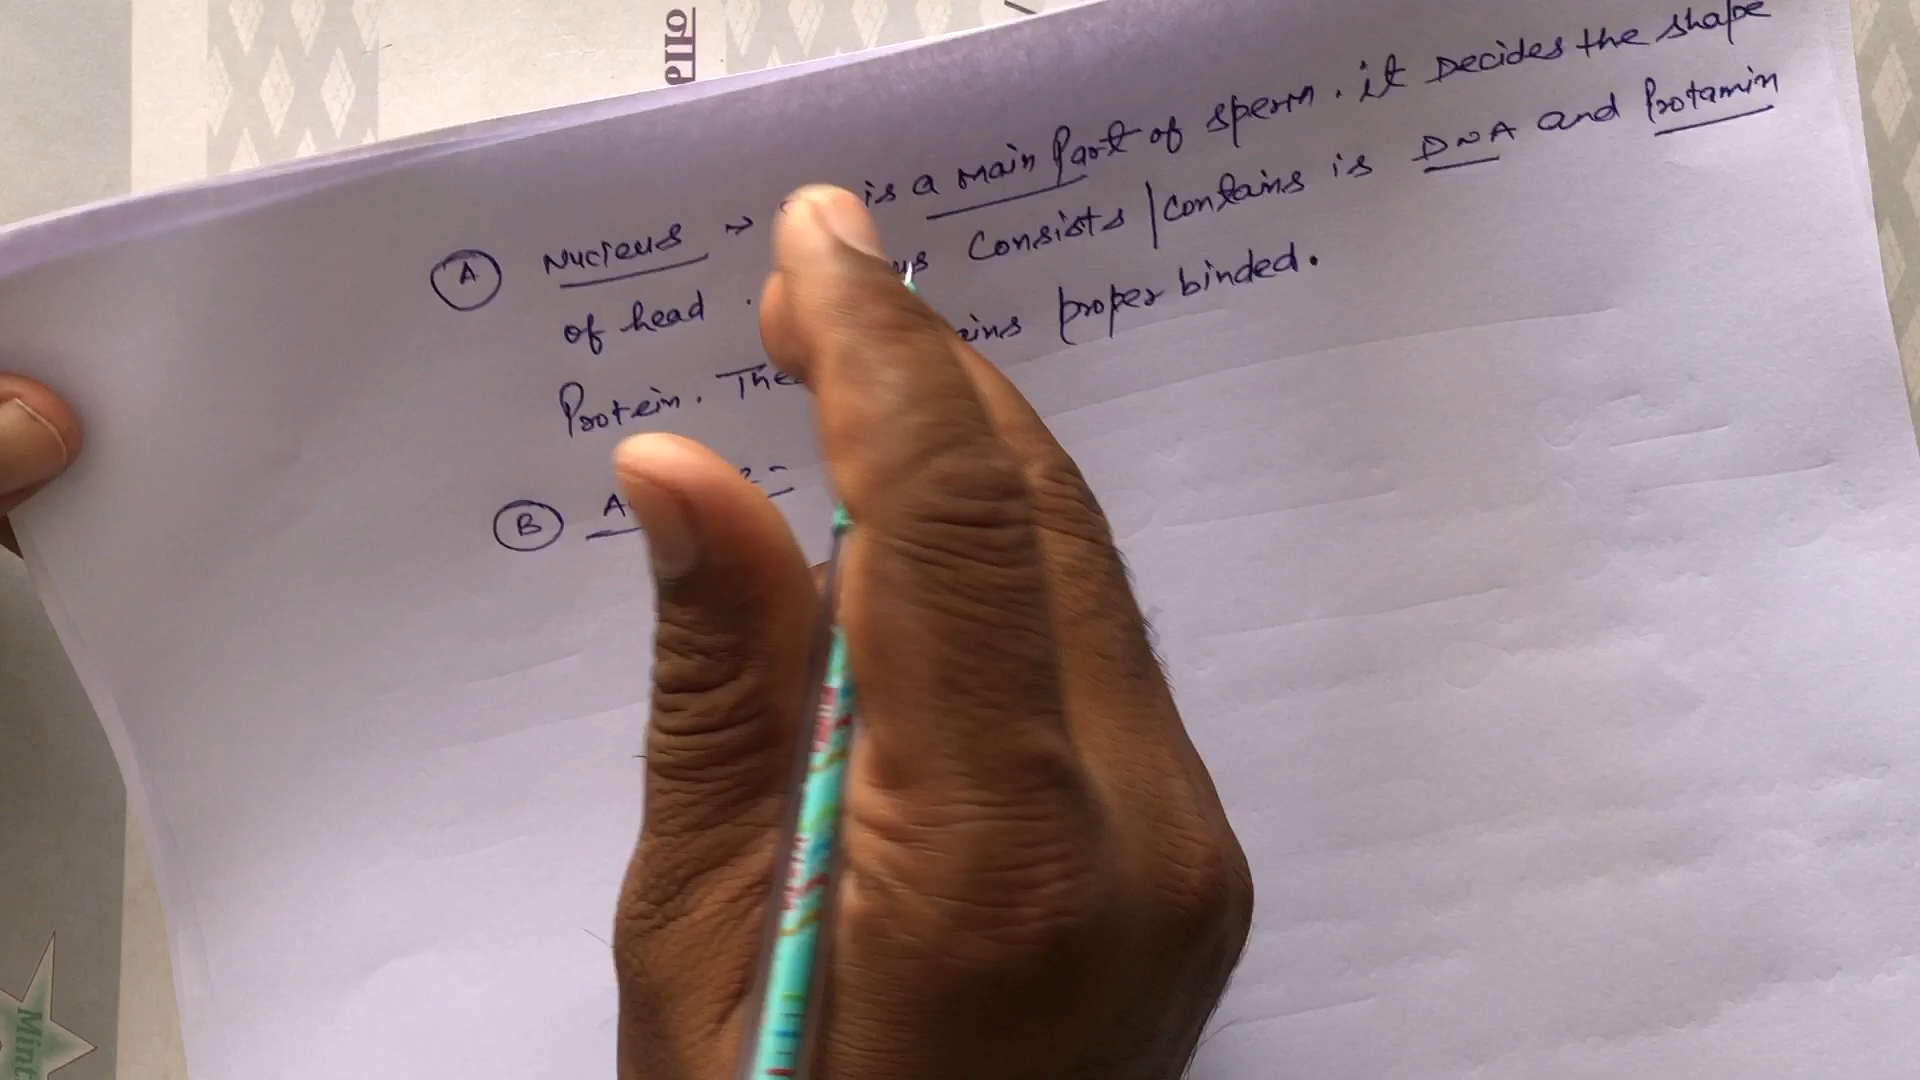 नाम
A Nucleus → is a main Part of sperm. it Decides the shape
of head. Consists / contains is DNA and Protamin
Protein. proper binded.
B
Mint